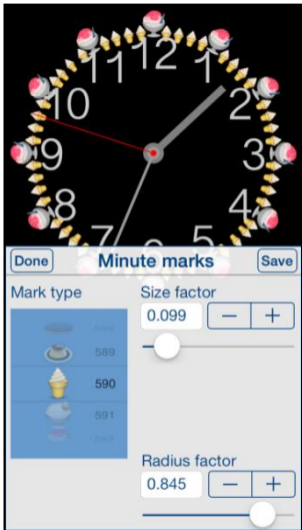 12
11 1
10 2
9 3
8 4
7 6 5
Done Minute marks Save
Mark type Size factor
0.099 − +
589
590
591
Radius factor
0.845 − +